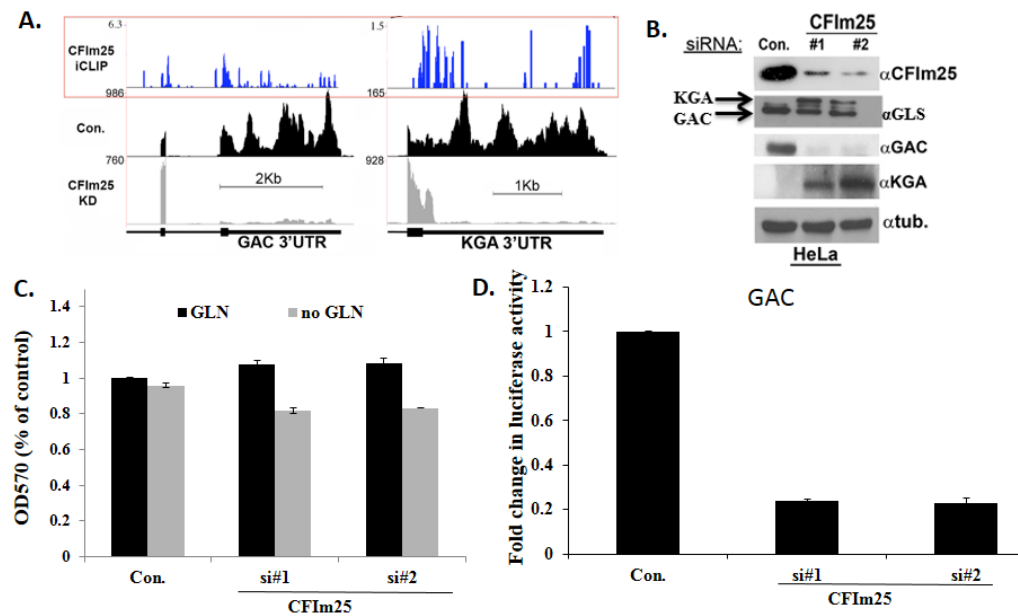 A.
CFIm25
iCLIP
6.3
1.5
986
165
Con.
760
928
CFIm25
KD
2Kb
1Kb
GAC 3'UTR
KGA 3'UTR
B.
CFIm25
siRNA:
Con.
#1
#2
αCFIm25
KGA
GAC
αGLS
αGAC
αKGA
αtub.
HeLa
C.
OD570 (% of control)
1.4
1.2
1
0.8
0.6
0.4
0.2
0
GLN
no GLN
Con.
si#1
si#2
CFIm25
D.
GAC
Fold change in luciferase activity
1.2
1
0.8
0.6
0.4
0.2
0
Con.
si#1
si#2
CFIm25